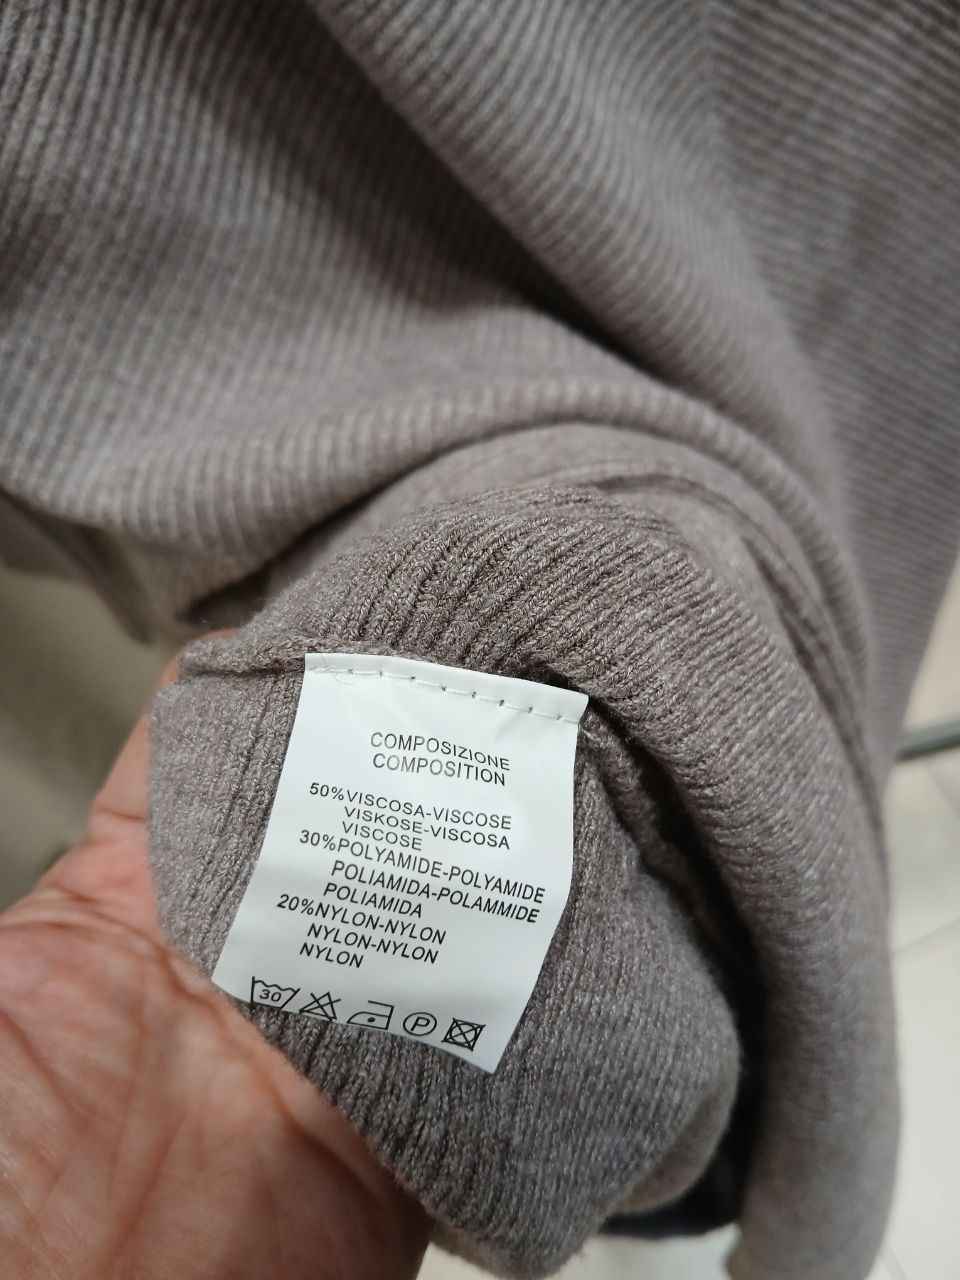 COMPOSIZIONE
COMPOSITION
50%VISCOSA-VISCOSE
VISKOSE-VISCOSA
VISCOSE
30%POLYAMIDE-POLYAMIDE
POLIAMIDA-POLAMMIDE
POLIAMIDA
20%NYLON-NYLON
NYLON-NYLON
NYLON
30 P